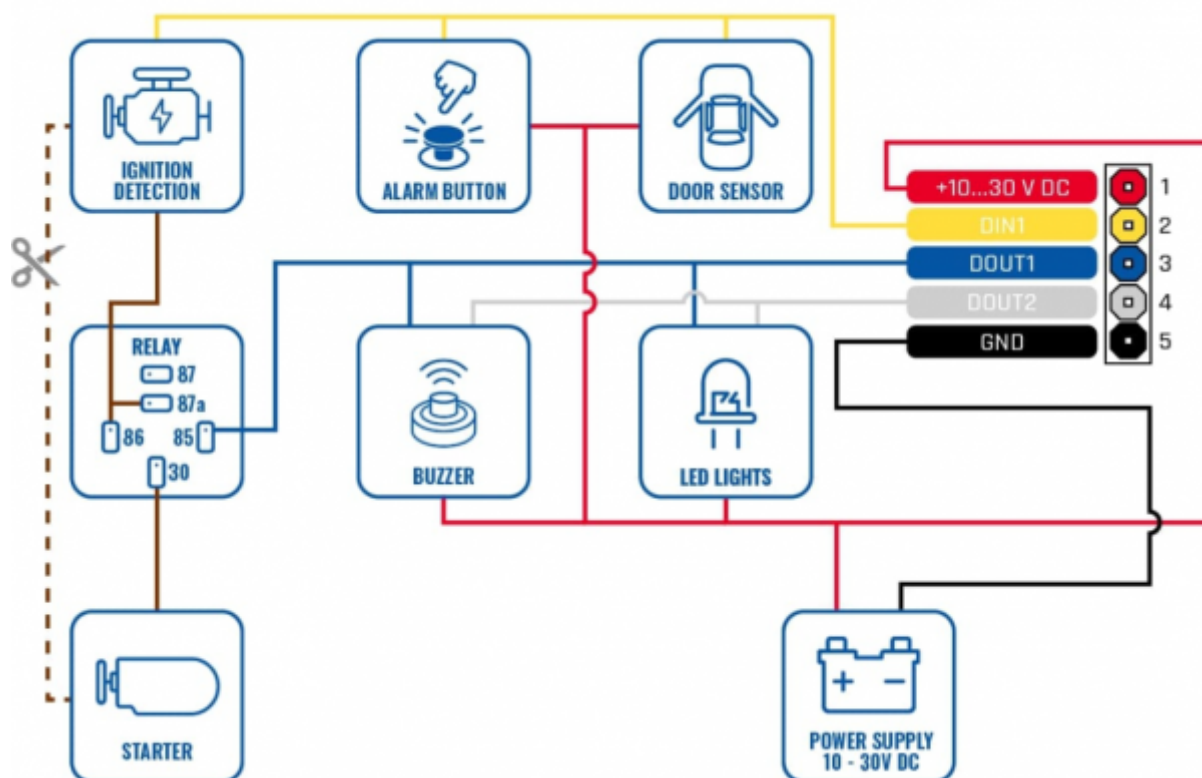 IGNITION
DETECTION
ALARM BUTTON
DOOR SENSOR
+10...30 V DC
1
DIN1
2
DOUT1
3
DOUT2
4
GND
5
RELAY
87
87a
86
85
30
BUZZER
LED LIGHTS
STARTER
POWER SUPPLY
10 - 30V DC